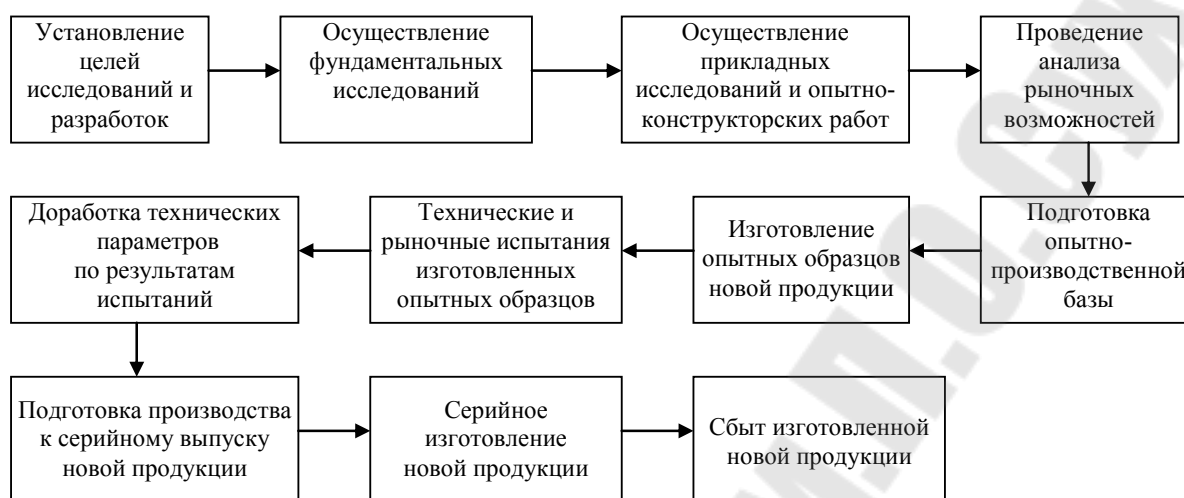 Установление
целей
исследований и
разработок
Осуществление
фундаментальных
исследований
Осуществление
прикладных
исследований и опытно-
конструкторских работ
Проведение
анализа
рыночных
возможностей
Подготовка
опытно-
производственной
базы
Изготовление
опытных образцов
новой продукции
Технические и
рыночные испытания
изготовленных
опытных образцов
Доработка технических
параметров
по результатам
испытаний
Подготовка производства
к серийному выпуску
новой продукции
Серийное
изготовление
новой продукции
Сбыт изготовленной
новой продукции